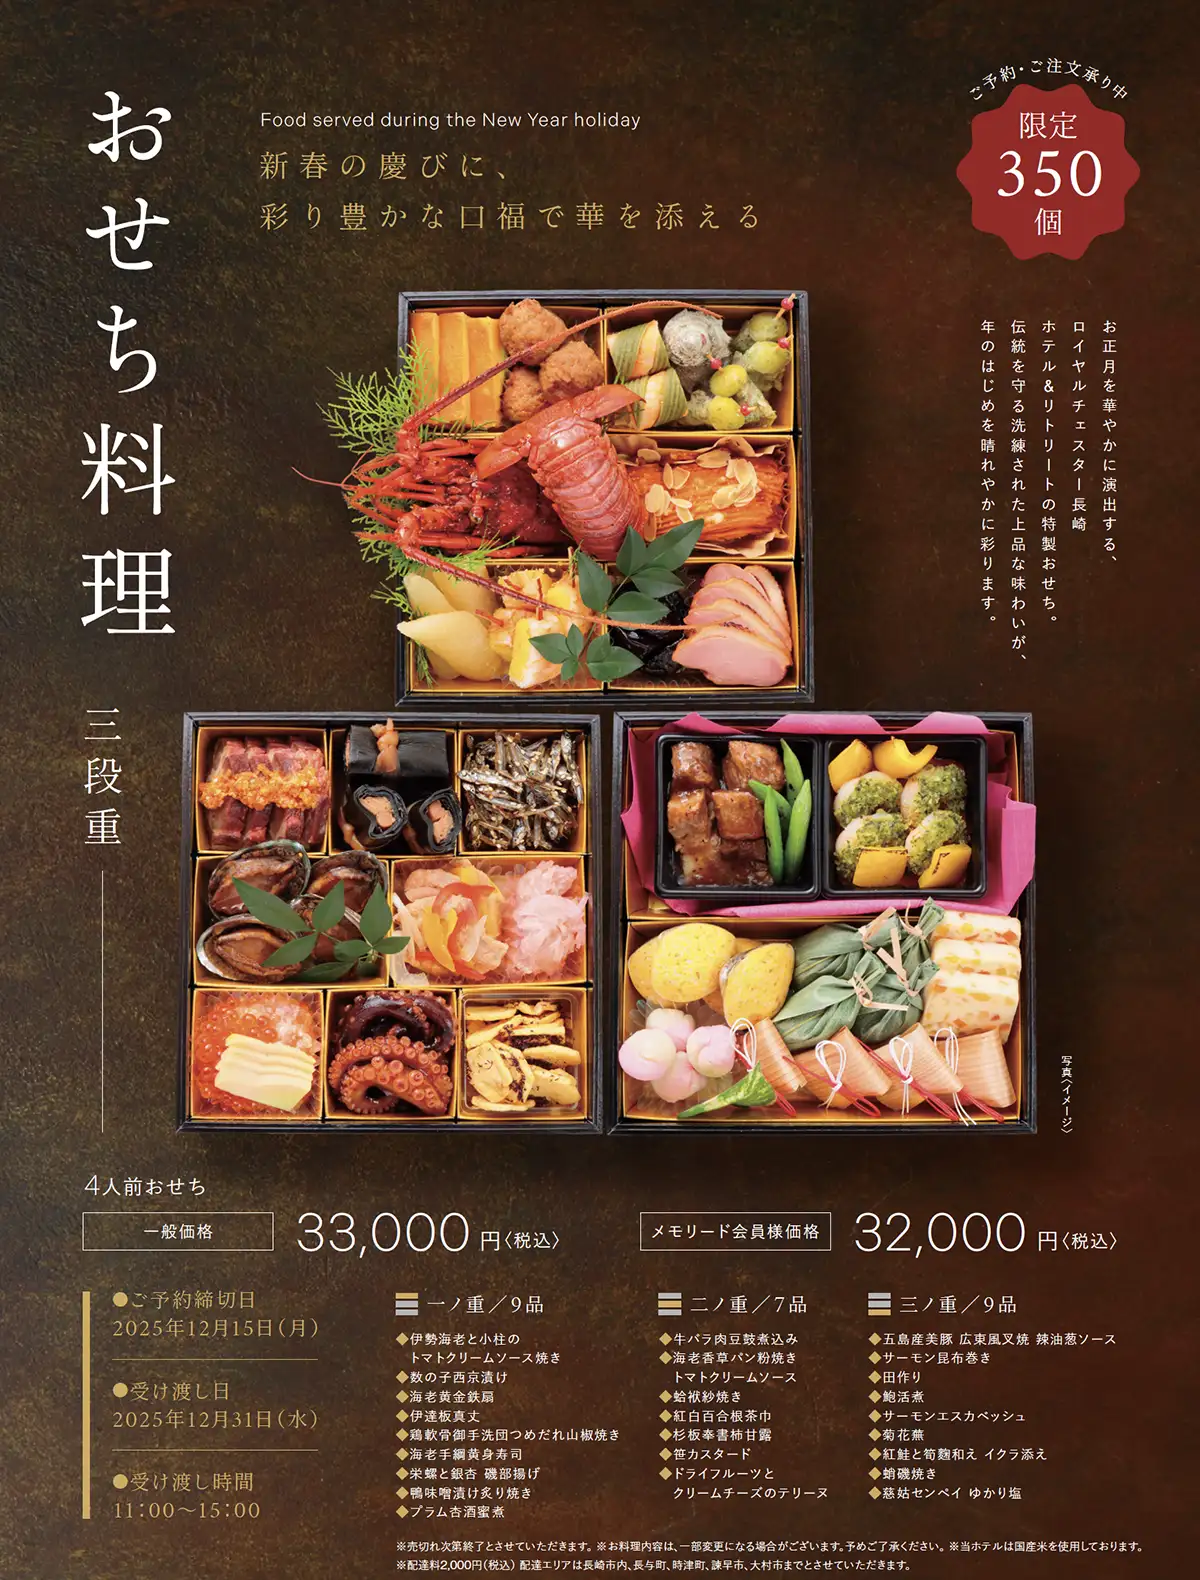 おせち料理
三段重
Food served during the New Year holiday
新春の慶びに、
彩り豊かな口福で華を添える
ご予約・ご注文承り中
限定
350
個
お正月を華やかに演出する、
ロイヤルチェスター長崎
ホテル＆リトリートの特製おせち。
伝統を守る洗練された上品な味わいが、
年のはじめを晴れやかに彩ります。
写真〈イメージ〉
4人前おせち
一般価格 33,000円〈税込〉
メモリード会員様価格 32,000円〈税込〉
●ご予約締切日
2025年12月15日（月）
●受け渡し日
2025年12月31日（水）
●受け渡し時間
11：00～15：00
一ノ重／9品
◆伊勢海老と小柱の
トマトクリームソース焼き
◆数の子西京漬け
◆海老黄金鉄扇
◆伊達板真丈
◆鶏軟骨御手洗団つめだれ山椒焼き
◆海老手綱黄身寿司
◆栄螺と銀杏 磯部揚げ
◆鴨味噌漬け炙り焼き
◆プラム杏酒蜜煮
二ノ重／7品
◆牛バラ肉豆鼓煮込み
◆海老香草パン粉焼き
トマトクリームソース
◆蛤袱紗焼き
◆紅白百合根茶巾
◆杉板奉書柿甘露
◆笹カスタード
◆ドライフルーツと
クリームチーズのテリーヌ
三ノ重／9品
◆五島産美豚 広東風叉焼 辣油葱ソース
◆サーモン昆布巻き
◆田作り
◆鮑活煮
◆サーモンエスカベッシュ
◆菊花蕪
◆紅鮭と筍麹和え イクラ添え
◆蛸磯焼き
◆慈姑センベイ ゆかり塩
※売切れ次第終了とさせていただきます。※お料理内容は、一部変更になる場合がございます。予めご了承ください。※当ホテルは国産米を使用しております。
※配達料2,000円（税込） 配達エリアは長崎市内、長与町、時津町、諫早市、大村市までとさせていただきます。